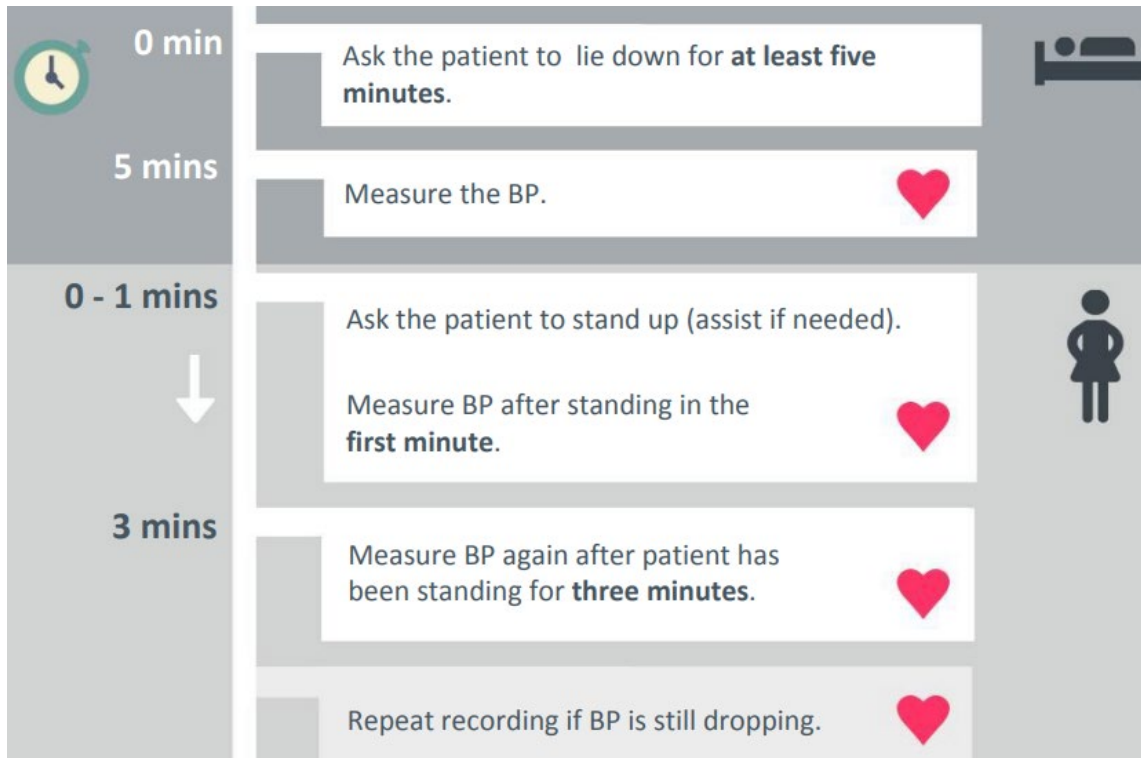 0 min
Ask the patient to lie down for at least five
minutes.
5 mins
Measure the BP.
0 - 1 mins
Ask the patient to stand up (assist if needed).
Measure BP after standing in the
first minute.
3 mins
Measure BP again after patient has
been standing for three minutes.
Repeat recording if BP is still dropping.